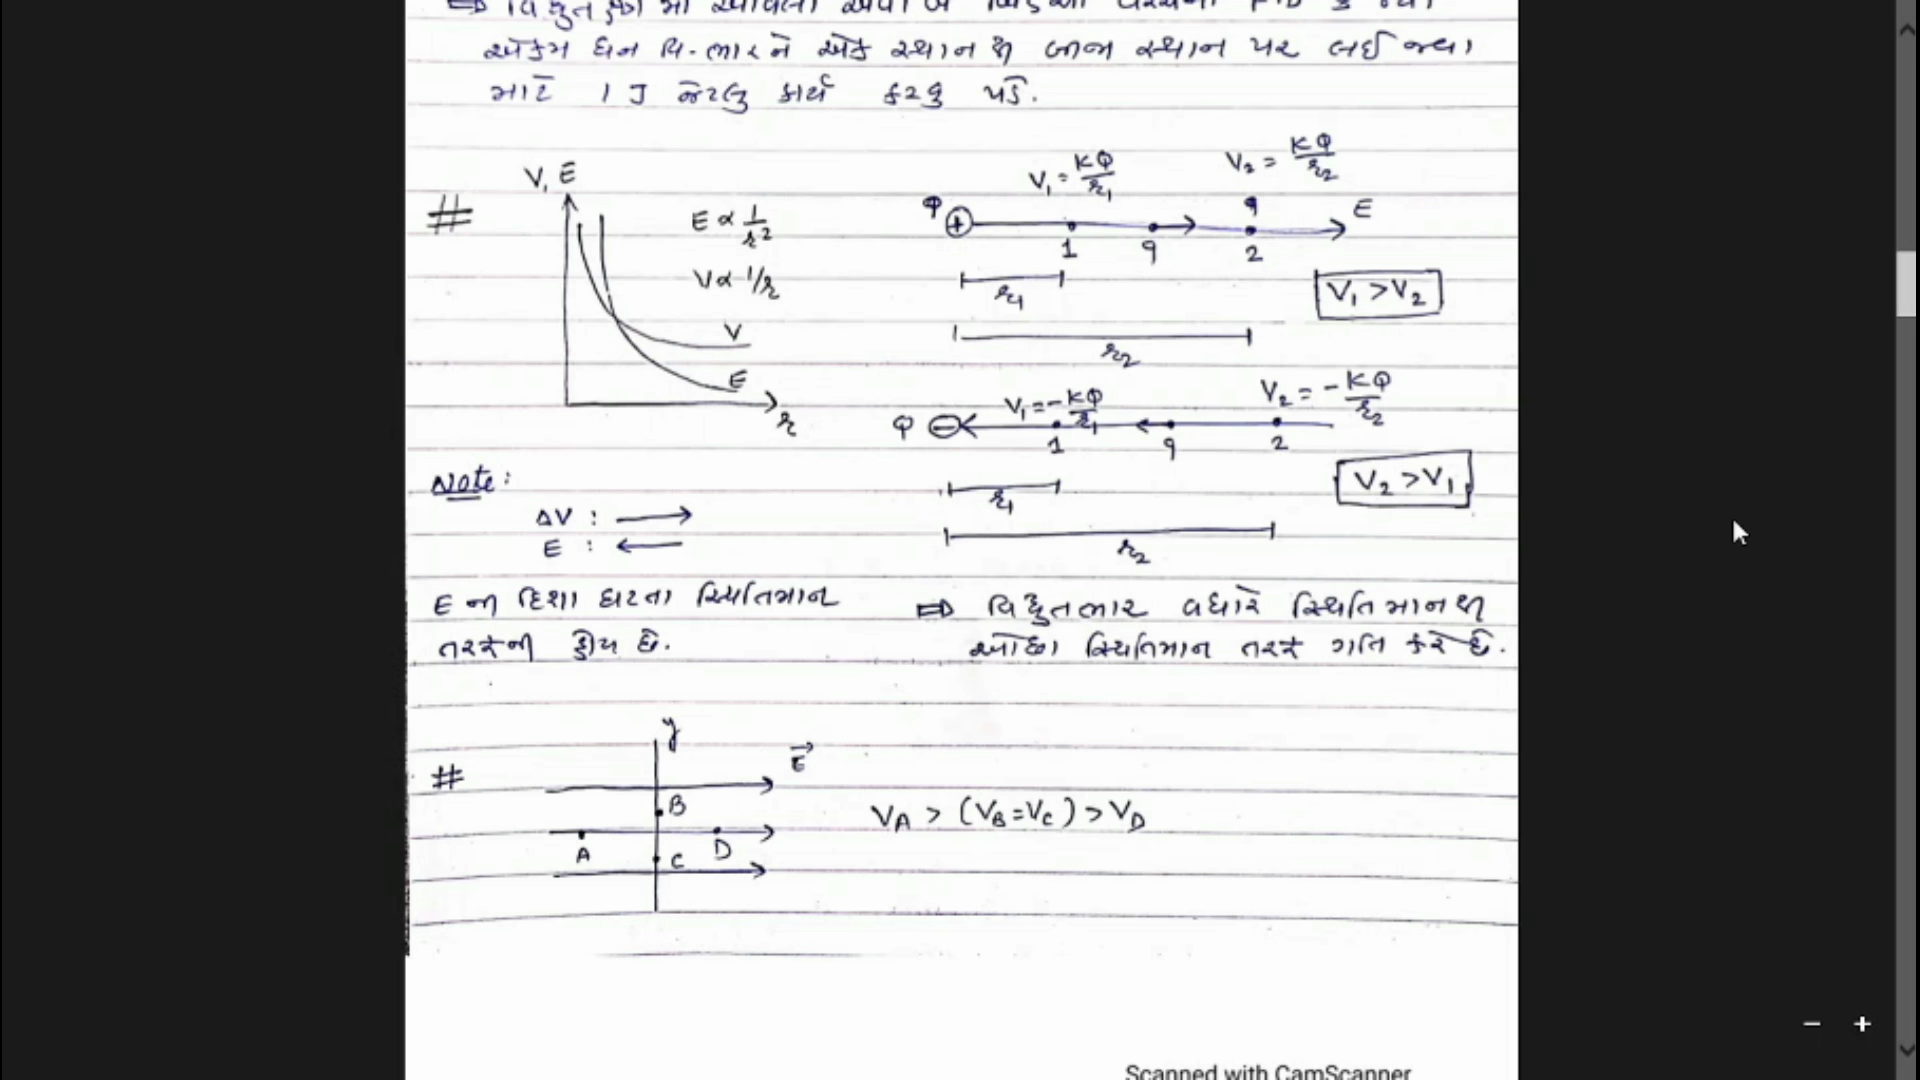 એકમ ધન વિ.ભારને એક સ્થાનથી બીજા સ્થાન પર લઈ જવા
માટે 1 J જેટલુ કાર્ય કરવુ પડે.
#
V, E
E ∝ 1/r²
V ∝ 1/r
V
E
r
V₁ = KQ/r₁
V₂ = KQ/r₂
Q ⊕ 1 q 2 q E
r₁
V₁ > V₂
r₂
V₁ = -KQ/r₁
V₂ = -KQ/r₂
Q ⊖ 1 q 2
r₁
V₂ > V₁
r₂
Note:
ΔV : →
E : ←
E ની દિશા ઘટતા સ્થિતિમાન
તરફની હોય છે.
⇒ વિદ્યુતભાર વધારે સ્થિતિમાનથી
ઓછા સ્થિતિમાન તરફ ગતિ કરે છે.
#
y
E⃗
B
A
C
D
V_A > (V_B = V_C) > V_D
Scanned with CamScanner